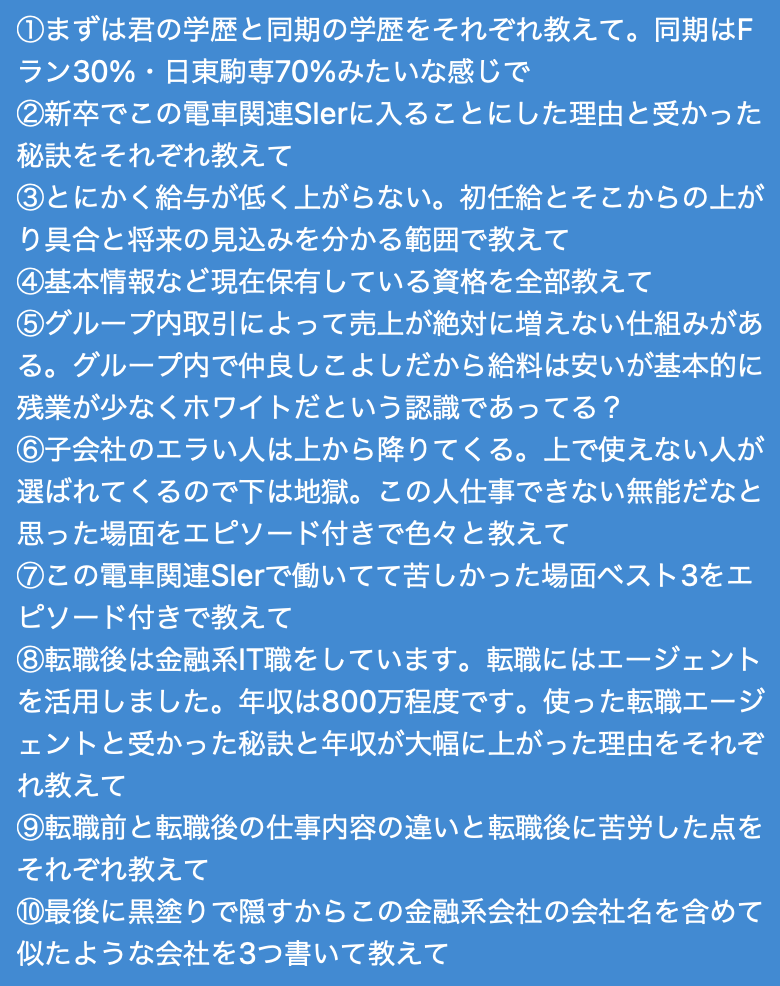 ①まずは君の学歴と同期の学歴をそれぞれ教えて。同期はF
ラン30%・日東駒専70%みたいな感じで
②新卒でこの電車関連SIerに入ることにした理由と受かった
秘訣をそれぞれ教えて
③とにかく給与が低く上がらない。初任給とそこからの上が
り具合と将来の見込みを分かる範囲で教えて
④基本情報など現在保有している資格を全部教えて
⑤グループ内取引によって売上が絶対に増えない仕組みがあ
る。グループ内で仲良しこよしだから給料は安いが基本的に
残業が少なくホワイトだという認識であってる？
⑥子会社のエラい人は上から降りてくる。上で使えない人が
選ばれてくるので下は地獄。この人仕事できない無能だなと
思った場面をエピソード付きで色々と教えて
⑦この電車関連SIerで働いてて苦しかった場面ベスト3をエ
ピソード付きで教えて
⑧転職後は金融系IT職をしています。転職にはエージェント
を活用しました。年収は800万程度です。使った転職エージ
ェントと受かった秘訣と年収が大幅に上がった理由をそれぞ
れ教えて
⑨転職前と転職後の仕事内容の違いと転職後に苦労した点を
それぞれ教えて
⑩最後に黒塗りで隠すからこの金融系会社の会社名を含めて
似たような会社を3つ書いて教えて